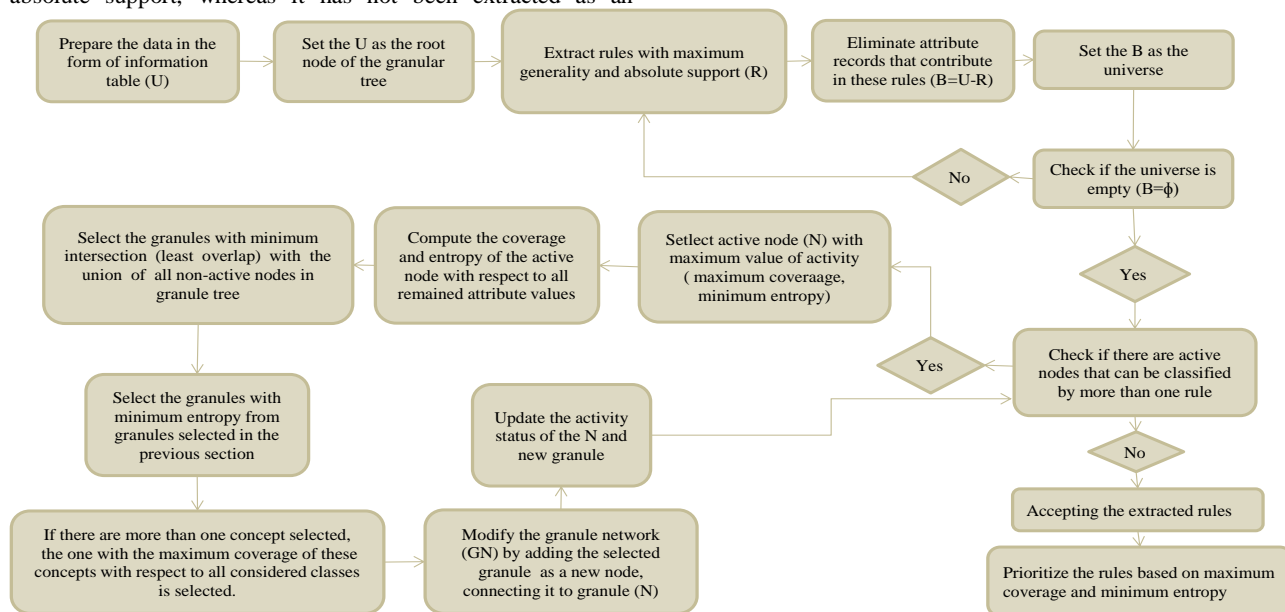 absolute support, whereas it has not been extracted as an
Prepare the data in the
form of information
table (U)
Set the U as the root
node of the granular
tree
Extract rules with maximum
generality and absolute support (R)
Eliminate attribute
records that contribute
in these rules (B=U-R)
Set the B as the
universe
Check if the universe is
empty (B=ϕ)
No
Yes
Select the granules with minimum
intersection (least overlap) with the
union of all non-active nodes in
granule tree
Compute the coverage
and entropy of the active
node with respect to all
remained attribute values
Setlect active node (N) with
maximum value of activity
( maximum coveraage,
minimum entropy)
Yes
Check if there are active
nodes that can be classified
by more than one rule
Select the granules with
minimum entropy from
granules selected in the
previous section
Update the activity
status of the N and
new granule
No
If there are more than one concept selected,
the one with the maximum coverage of these
concepts with respect to all considered classes
is selected.
Modify the granule network
(GN) by adding the selected
granule as a new node,
connecting it to granule (N)
Accepting the extracted rules
Prioritize the rules based on maximum
coverage and minimum entropy